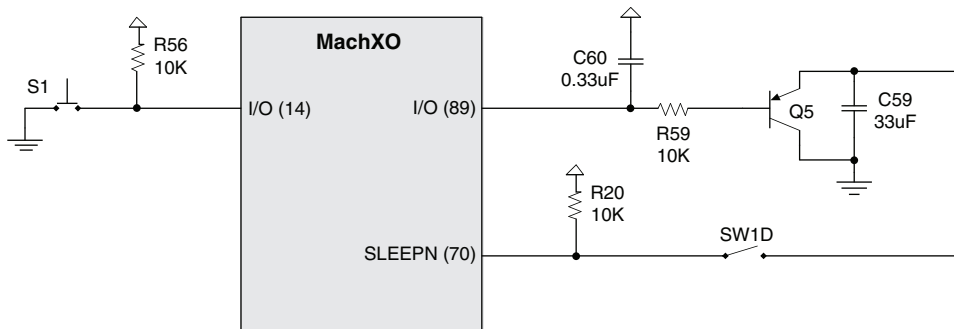 MachXO
R56
10K
S1
I/O (14)
I/O (89)
C60
0.33uF
R59
10K
Q5
C59
33uF
R20
10K
SLEEPN (70)
SW1D